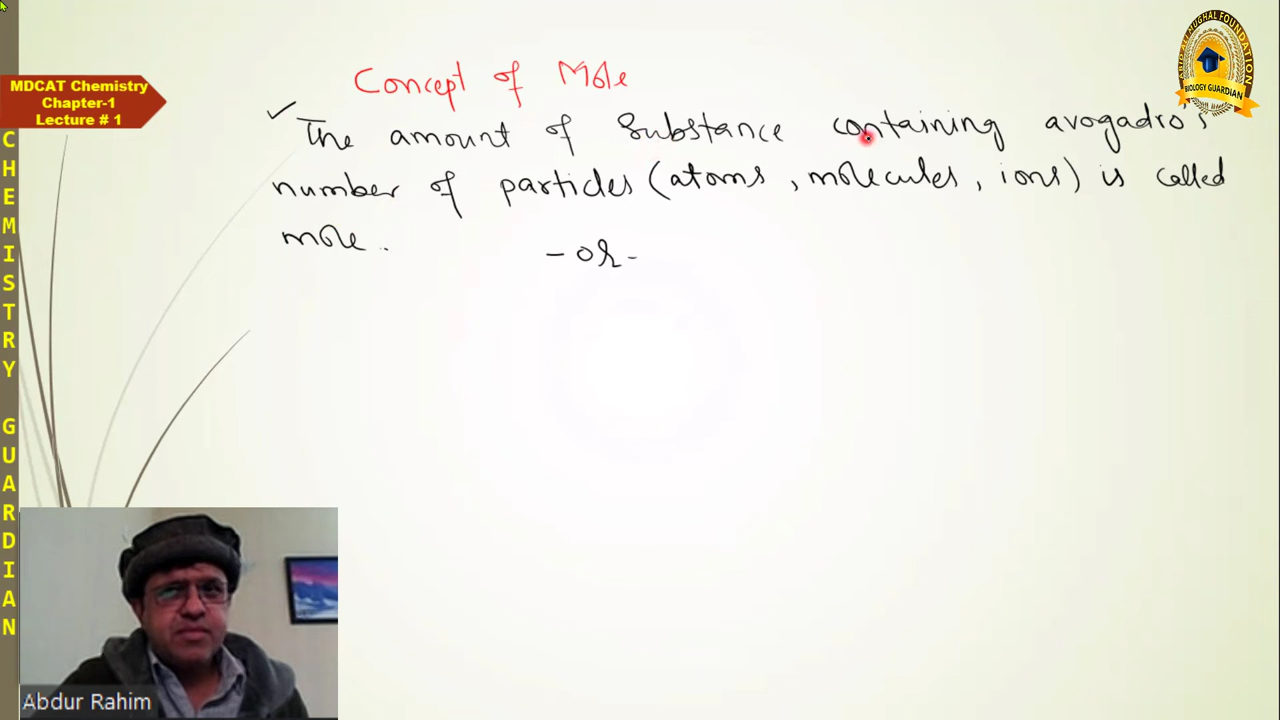 MDCAT Chemistry
Chapter-1
Lecture # 1
CHEMISTRY GUARDIAN
Concept of Mole
✓ The amount of Substance containing avogadro's
number of particles (atoms, molecules, ions) is called
mole.
- or -
BIOLOGY GUARDIAN
Abdur Rahim